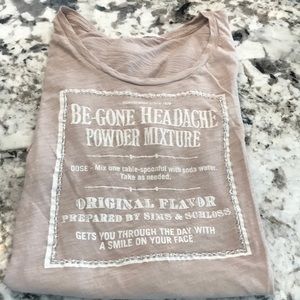 BE-GONE HEADACHE
POWDER MIXTURE
DOSE - Mix one table-spoonful with soda water.
Take as needed.
ORIGINAL FLAVOR
PREPARED BY SIMS & SCHLOSS
GETS YOU THROUGH THE DAY WITH
A SMILE ON YOUR FACE